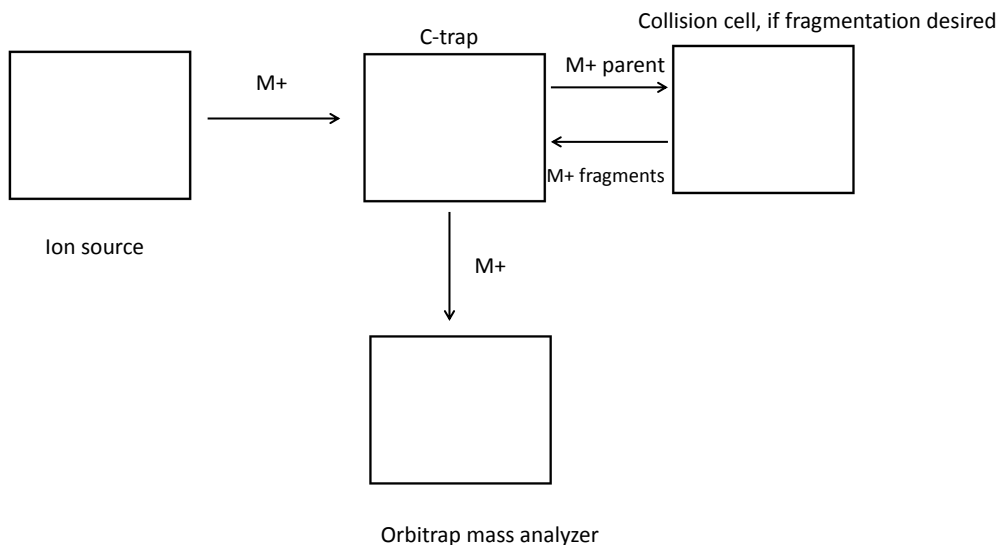 Collision cell, if fragmentation desired
C-trap
M+ parent
M+
M+ fragments
Ion source
M+
Orbitrap mass analyzer